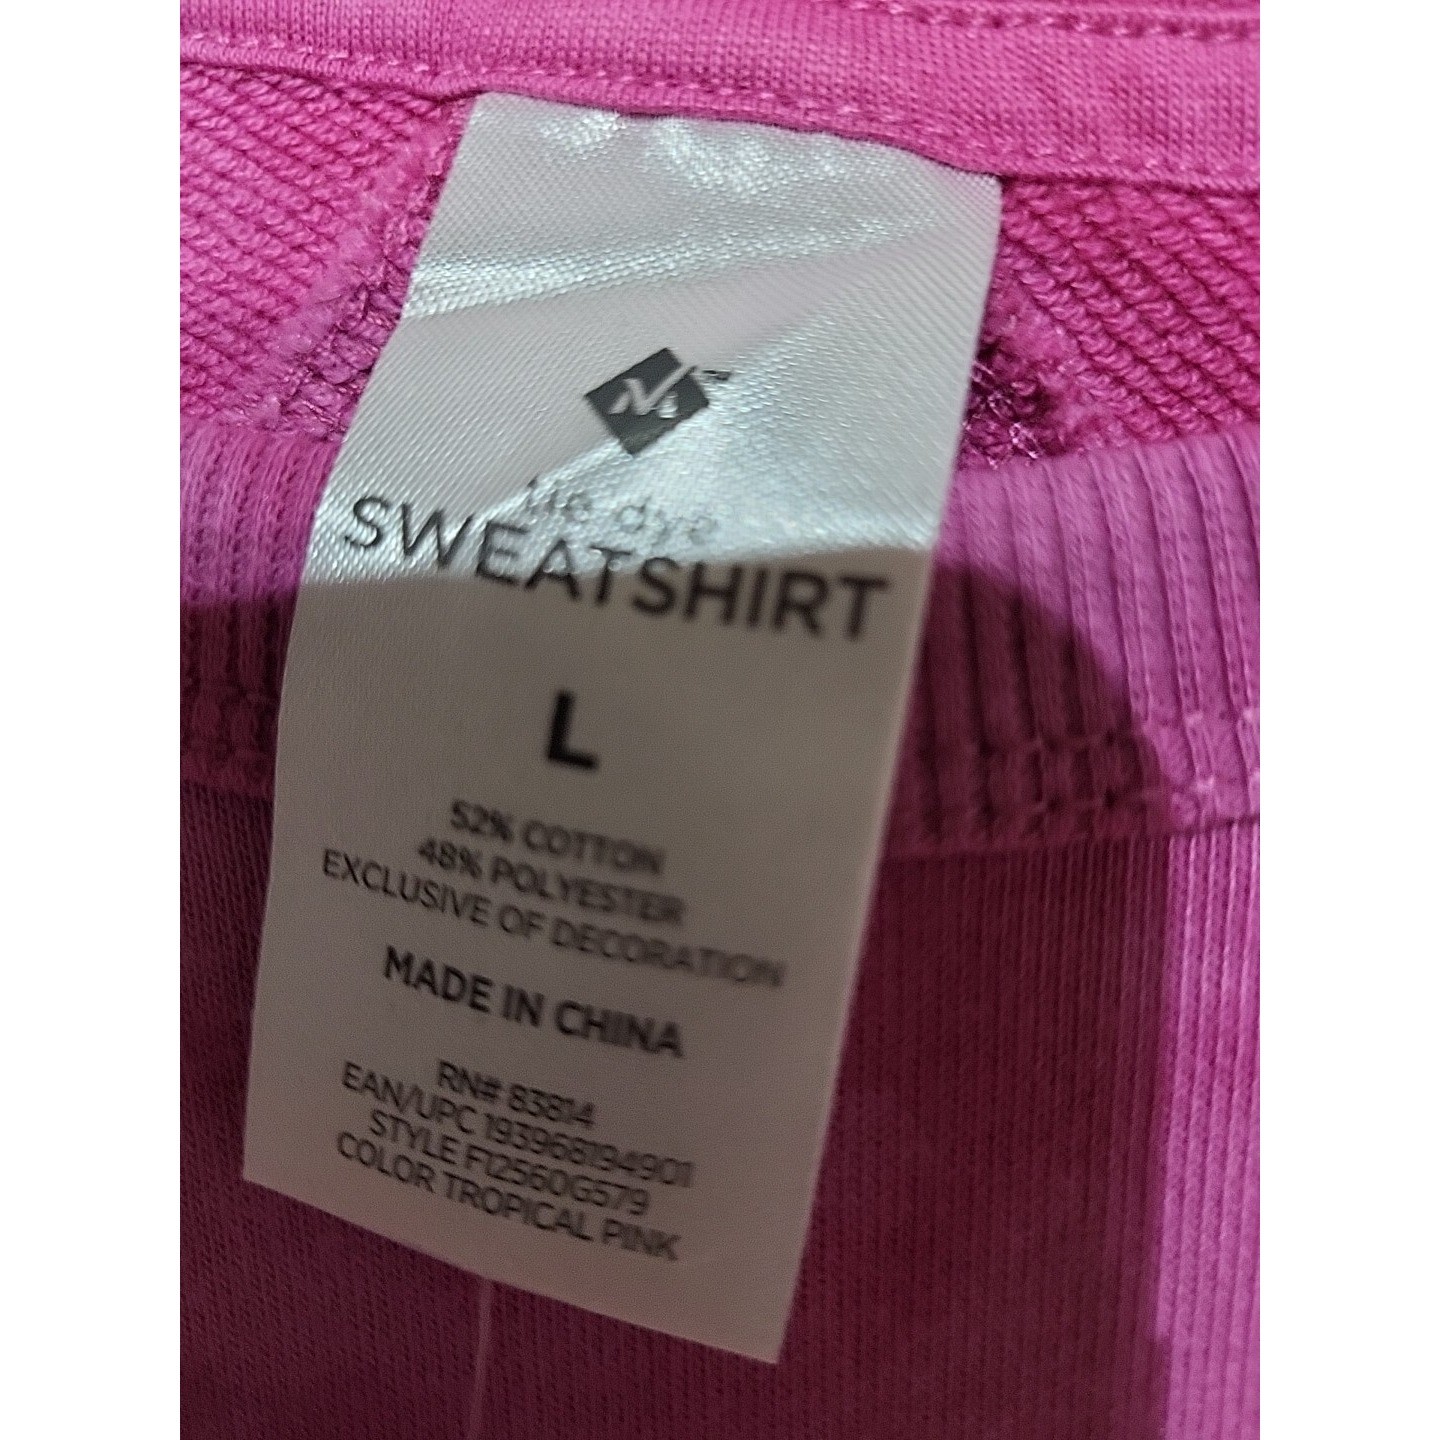 tie dye
SWEATSHIRT
L
52% COTTON
48% POLYESTER
EXCLUSIVE OF DECORATION
MADE IN CHINA
RN# 83814
EAN/UPC 193968194901
STYLE F12560G579
COLOR TROPICAL PINK